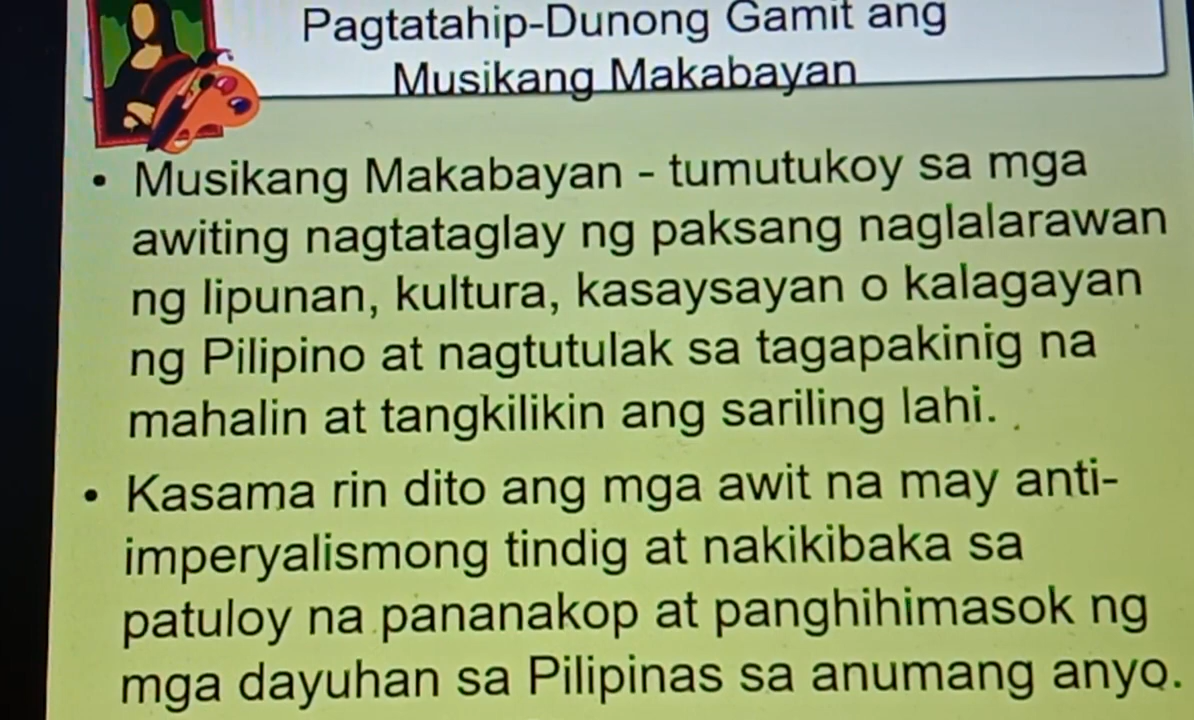 Pagtatahip-Dunong Gamit ang
Musikang Makabayan
• Musikang Makabayan - tumutukoy sa mga
awiting nagtataglay ng paksang naglalarawan
ng lipunan, kultura, kasaysayan o kalagayan
ng Pilipino at nagtutulak sa tagapakinig na
mahalin at tangkilikin ang sariling lahi.
• Kasama rin dito ang mga awit na may anti-
imperyalismong tindig at nakikibaka sa
patuloy na pananakop at panghihimasok ng
mga dayuhan sa Pilipinas sa anumang anyo.